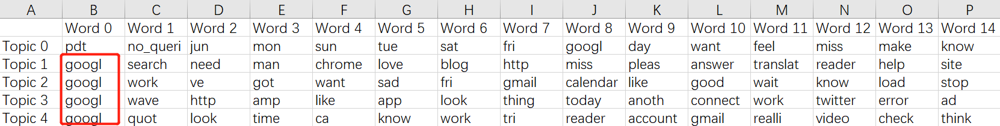 A B C D E F G H I J K L M N O P
Word 0 Word 1 Word 2 Word 3 Word 4 Word 5 Word 6 Word 7 Word 8 Word 9 Word 10 Word 11 Word 12 Word 13 Word 14
Topic 0 pdt no_queri jun mon sun tue sat fri googl day want feel miss make know
Topic 1 googl search need man chrome love blog http miss pleas answer translat reader help site
Topic 2 googl work ve got want sad fri gmail calendar like good wait know load stop
Topic 3 googl wave http amp like app look thing today anoth connect work twitter error ad
Topic 4 googl quot look time ca know work tri reader account gmail realli video check think